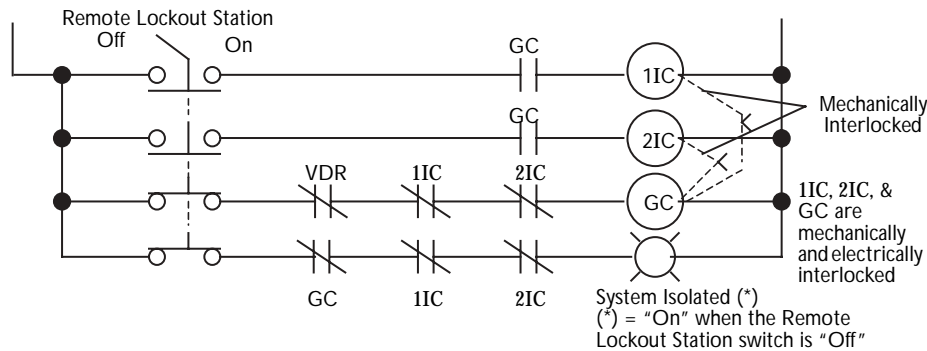 Remote Lockout Station
Off On
GC
1IC
GC
Mechanically
Interlocked
2IC
VDR 1IC 2IC
GC
1IC, 2IC, &
GC are
mechanically
and electrically
interlocked
GC 1IC 2IC
System Isolated (*)
(*) = “On” when the Remote
Lockout Station switch is “Off”